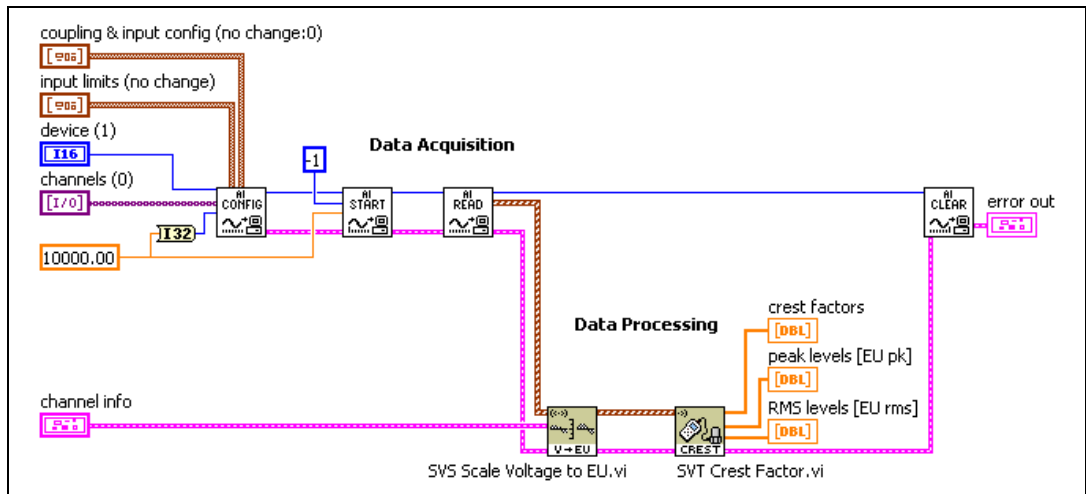 coupling & input config (no change:0)
input limits (no change)
device (1)
I16
channels (0)
[I/O]
I32
10000.00
-1
Data Acquisition
AI CONFIG
AI START
AI READ
AI CLEAR
error out
Data Processing
crest factors
[DBL]
peak levels [EU pk]
[DBL]
RMS levels [EU rms]
[DBL]
channel info
V→EU
CREST
SVS Scale Voltage to EU.vi
SVT Crest Factor.vi